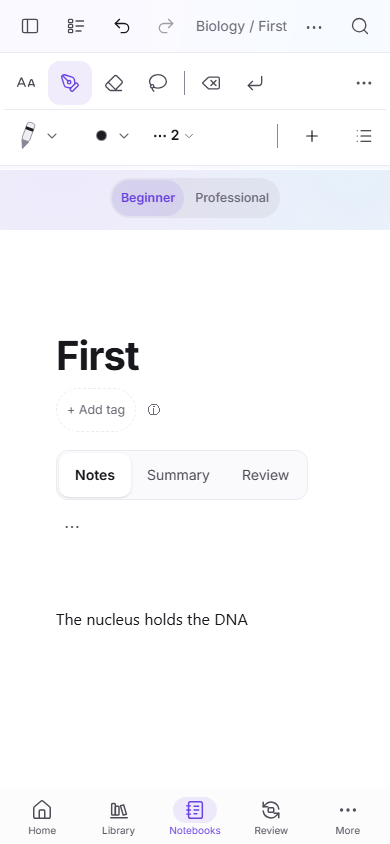 Biology / First
AA
2
Beginner Professional
First
+ Add tag
Notes Summary Review
The nucleus holds the DNA
Home Library Notebooks Review More